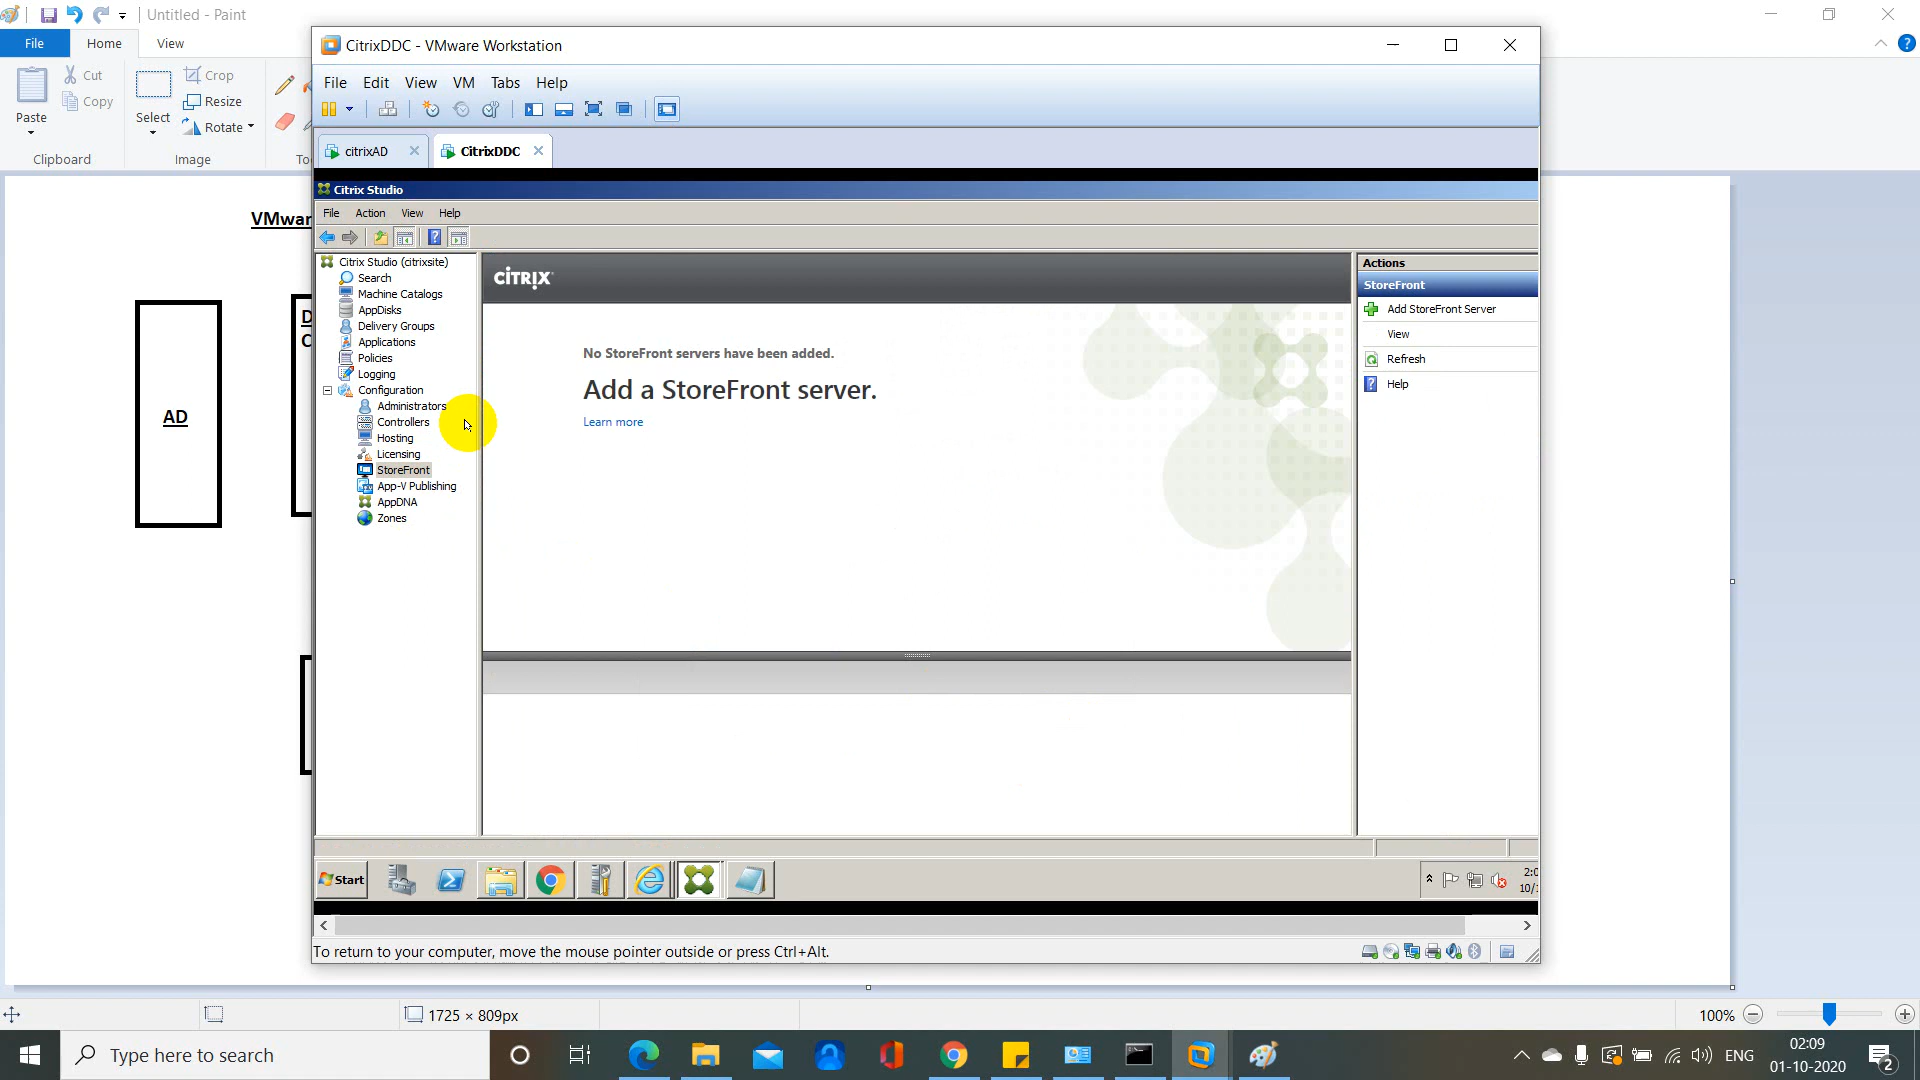 Untitled - Paint
File
Home
View
Paste
Cut
Copy
Clipboard
Select
Crop
Resize
Rotate
Image
VMwar
AD
D
C
CitrixDDC - VMware Workstation
File Edit View VM Tabs Help
citrixAD
CitrixDDC
Citrix Studio
File Action View Help
Citrix Studio (citrixsite)
Search
Machine Catalogs
AppDisks
Delivery Groups
Applications
Policies
Logging
Configuration
Administrators
Controllers
Hosting
Licensing
StoreFront
App-V Publishing
AppDNA
Zones
CİTRIX
No StoreFront servers have been added.
Add a StoreFront server.
Learn more
Actions
StoreFront
Add StoreFront Server
View
Refresh
Help
Start
To return to your computer, move the mouse pointer outside or press Ctrl+Alt.
1725 × 809px
100%
Type here to search
ENG
02:09
01-10-2020
2